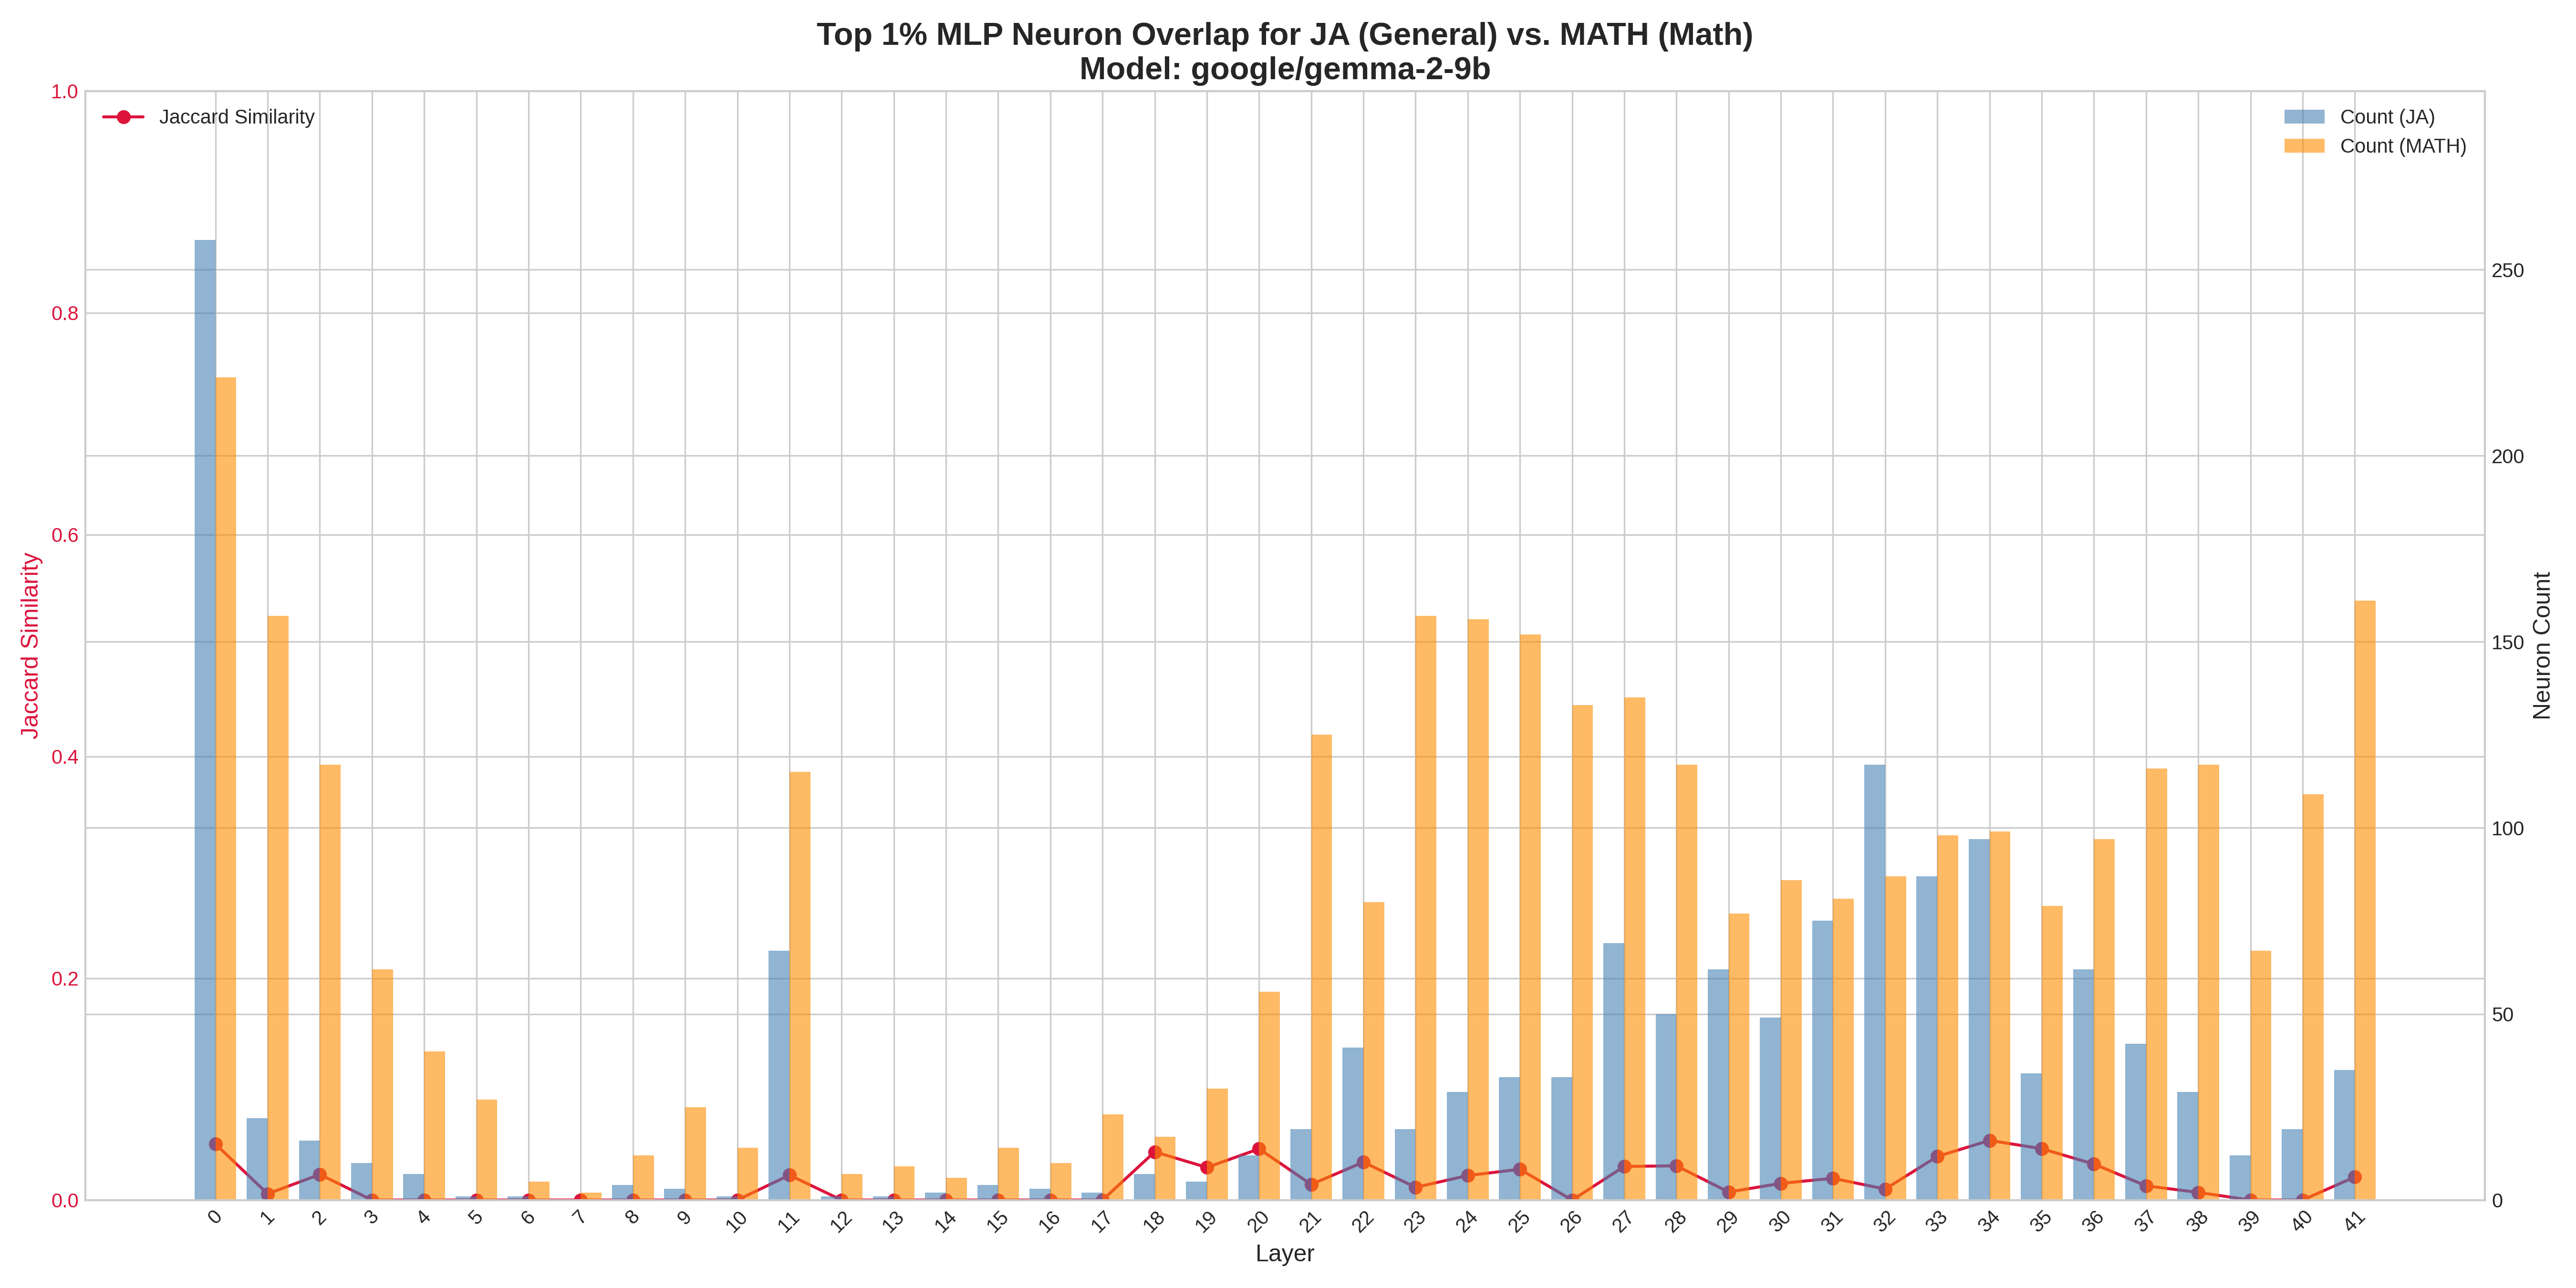 Top 1% MLP Neuron Overlap for JA (General) vs. MATH (Math)
Model: google/gemma-2-9b
Jaccard Similarity
Count (JA)
Count (MATH)
1.0
0.8
0.6
0.4
0.2
0.0
Jaccard Similarity
250
200
150
100
50
0
Neuron Count
0 1 2 3 4 5 6 7 8 9 10 11 12 13 14 15 16 17 18 19 20 21 22 23 24 25 26 27 28 29 30 31 32 33 34 35 36 37 38 39 40 41
Layer